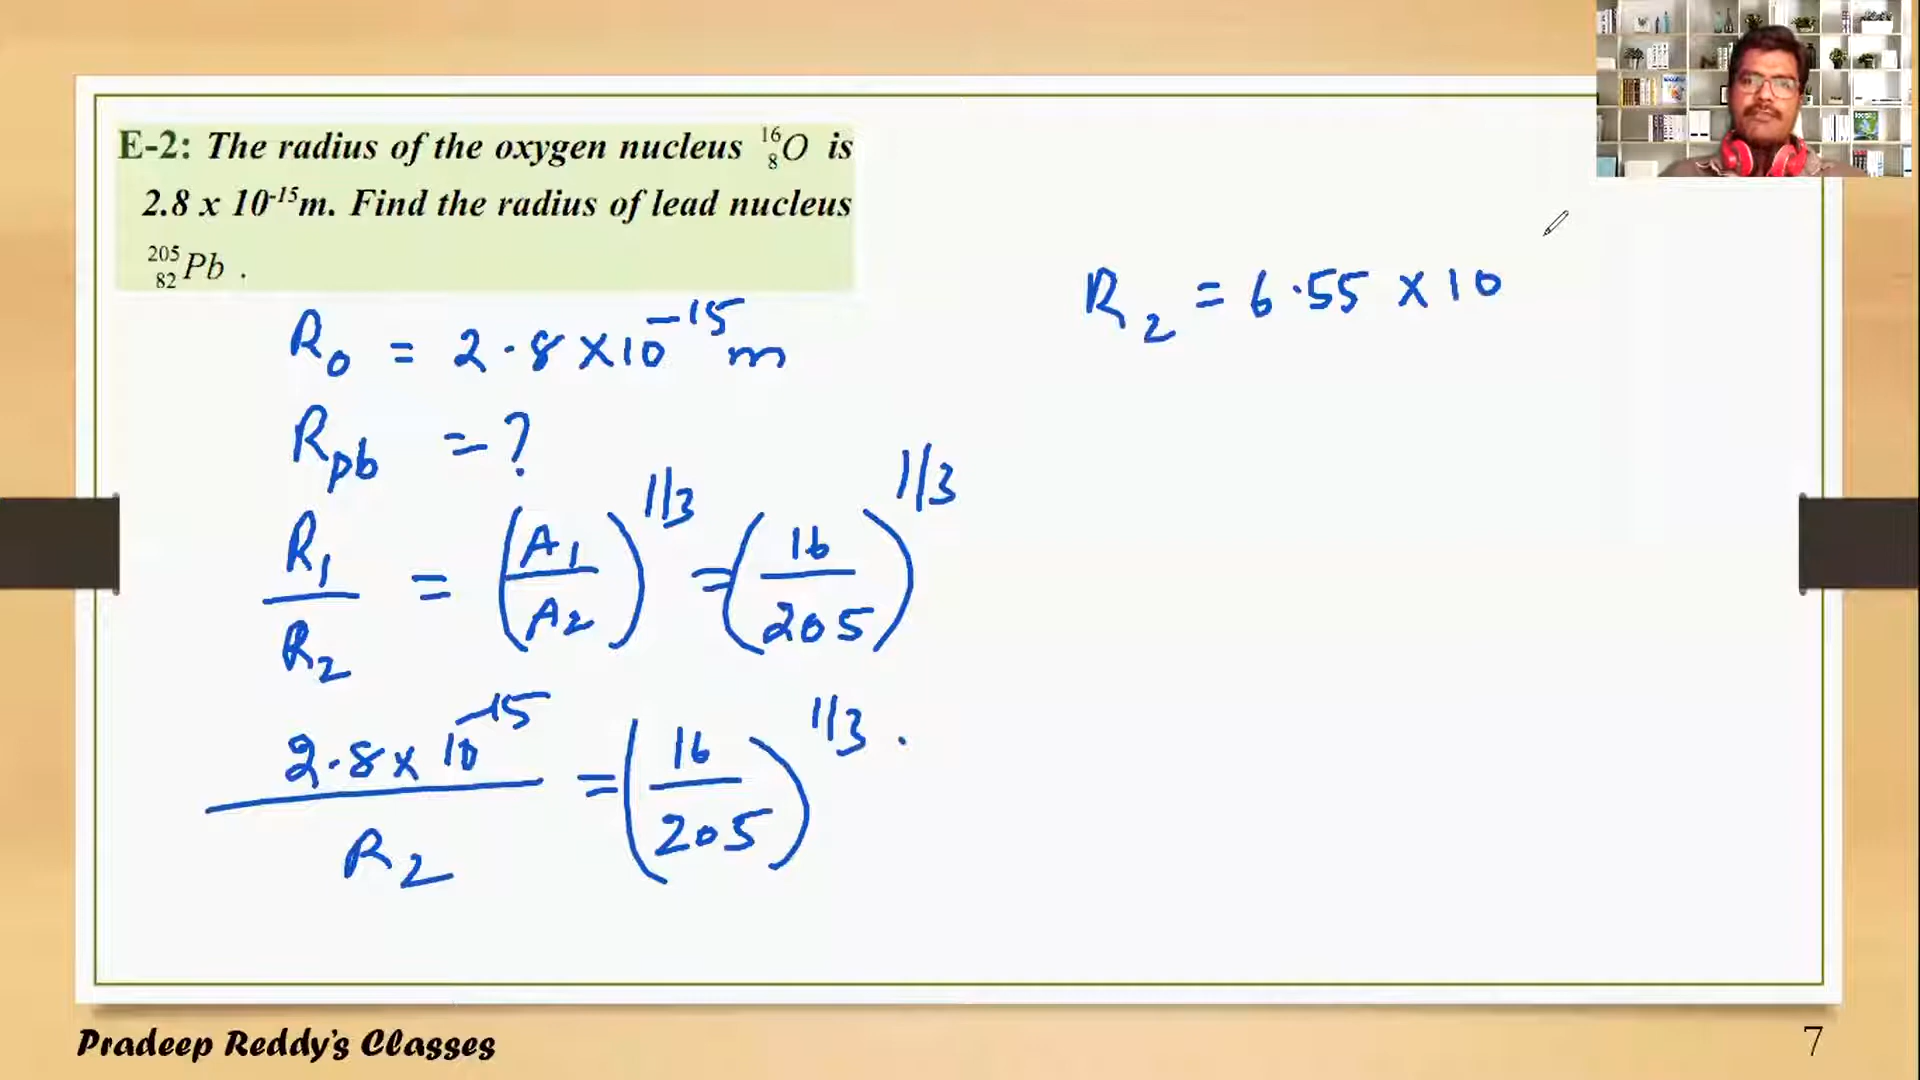 E-2: The radius of the oxygen nucleus ¹⁶₈O is
2.8 x 10⁻¹⁵m. Find the radius of lead nucleus
²⁰⁵₈₂Pb .
R₀ = 2.8 ×10⁻¹⁵ m
R_pb = ?
R₁/R₂ = (A₁/A₂)^1/3 = (16/205)^1/3
2.8 × 10⁻¹⁵/R₂ = (16/205)^1/3 .
R₂ = 6.55 × 10
Pradeep Reddy's Classes
7